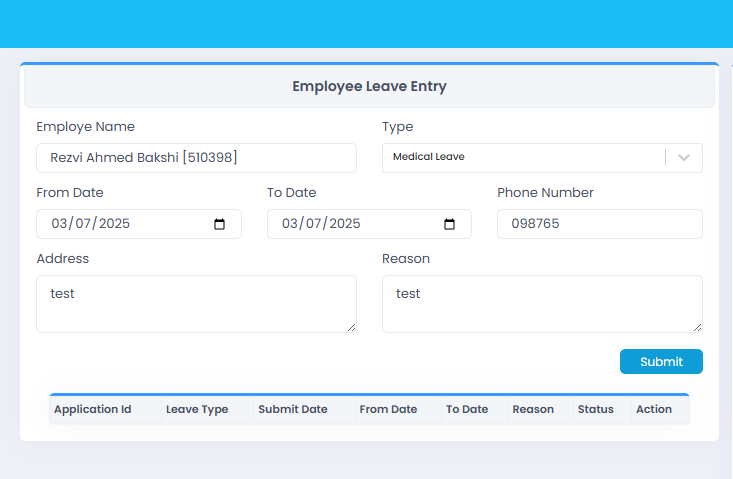 Employee Leave Entry
Employe Name
Type
Rezvi Ahmed Bakshi [510398]
Medical Leave
From Date
To Date
Phone Number
03/07/2025
03/07/2025
098765
Address
Reason
test
test
Submit
Application Id Leave Type Submit Date From Date To Date Reason Status Action